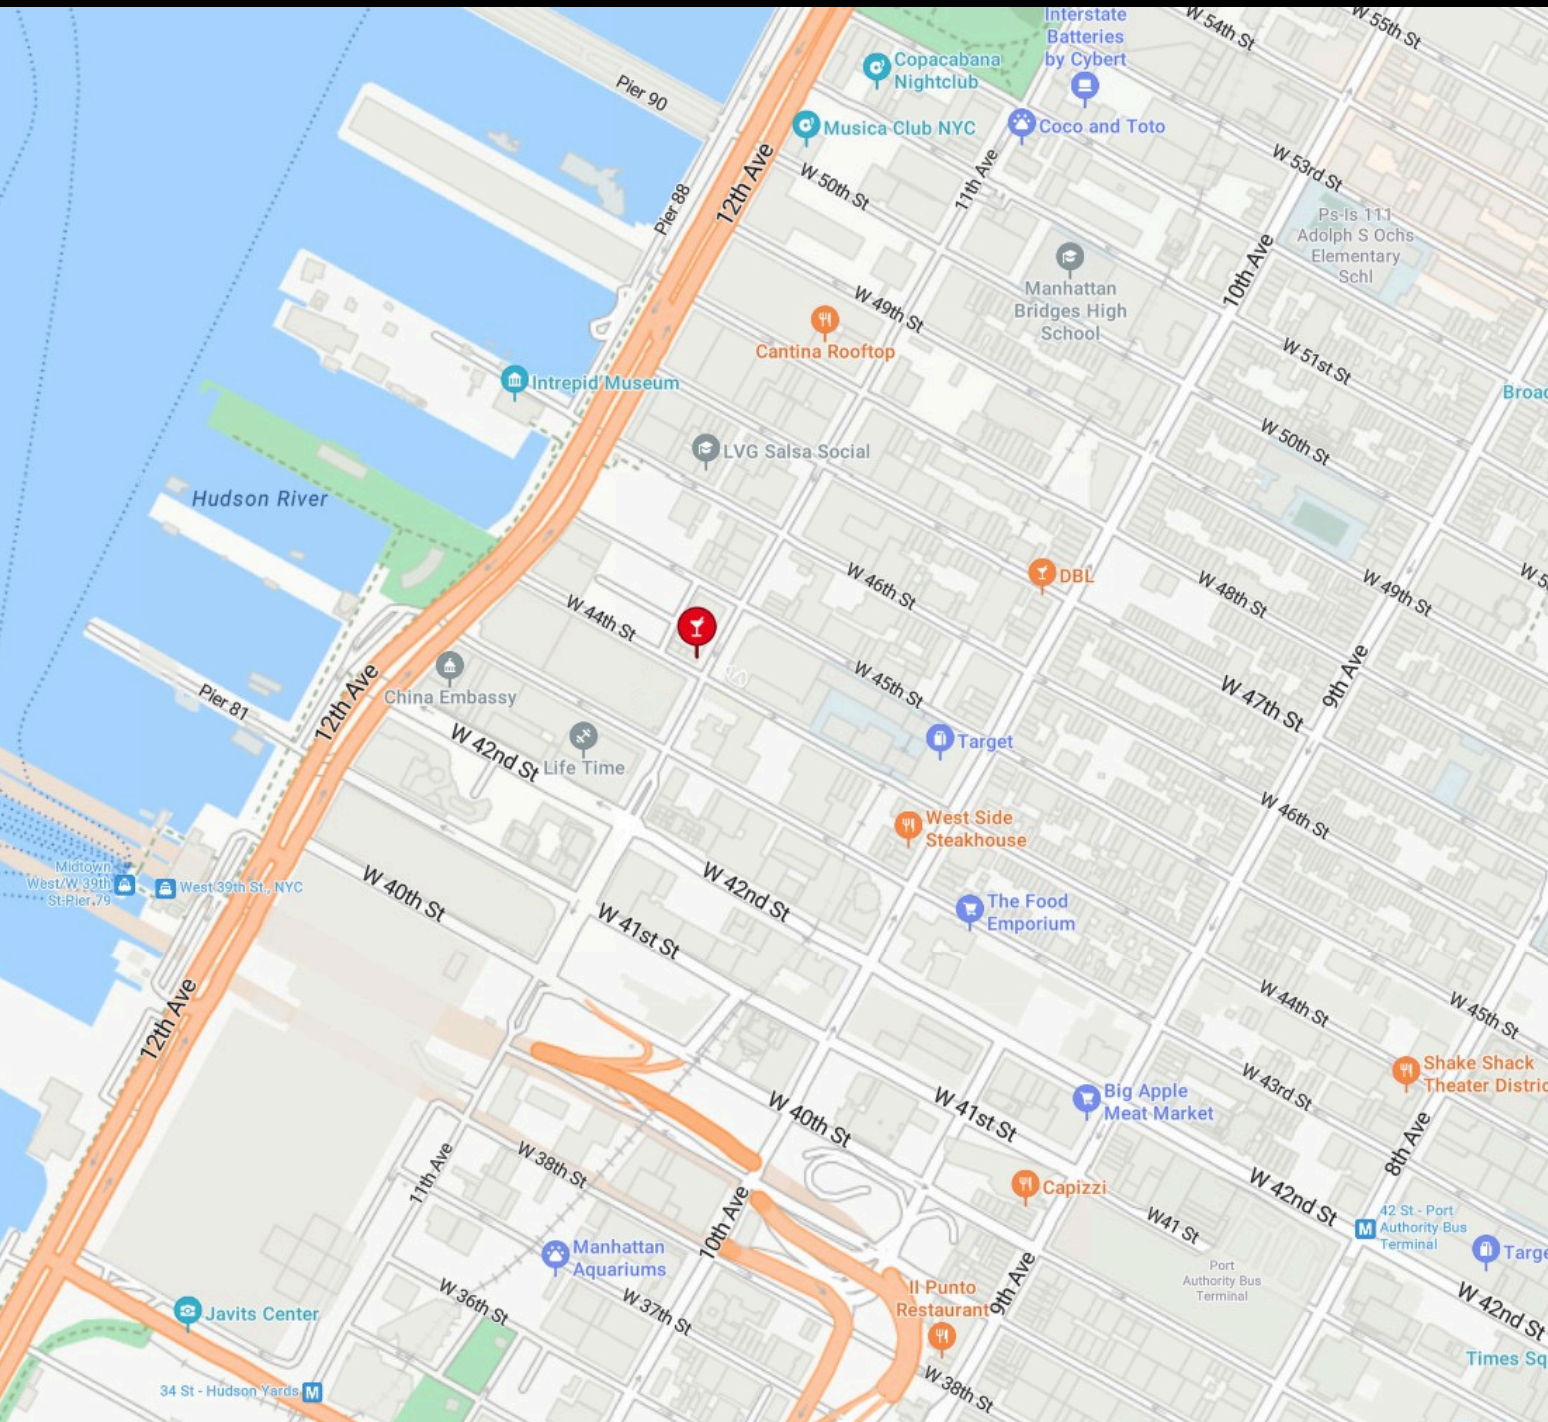 Interstate
Batteries
by Cybert
W 54th St
W 55th St
Copacabana
Nightclub
Pier 90
Musica Club NYC
Coco and Toto
12th Ave
W 50th St
11th Ave
W 53rd St
Pier 88
Ps-Is 111
Adolph S Ochs
Elementary
Schl
10th Ave
Manhattan
Bridges High
School
W 49th St
Cantina Rooftop
W 51st St
Intrepid Museum
Broad
LVG Salsa Social
W 50th St
Hudson River
W 46th St
DBL
W 48th St
W 49th St
W 5
W 44th St
W 45th St
9th Ave
W 47th St
China Embassy
Pier 81
12th Ave
W 42nd St
Life Time
Target
W 46th St
West Side
Steakhouse
Midtown
West/W 39th
St-Pier 79
West 39th St., NYC
W 40th St
W 42nd St
W 41st St
The Food
Emporium
12th Ave
W 44th St
W 45th St
Shake Shack
Theater Distric
W 43rd St
Big Apple
Meat Market
W 40th St
W 41st St
8th Ave
11th Ave
W 38th St
Capizzi
W 42nd St
W41 St
42 St - Port
Authority Bus
Terminal
10th Ave
Manhattan
Aquariums
Port
Authority Bus
Terminal
Targe
Il Punto
Restaurant
9th Ave
W 36th St
W 37th St
W 42nd St
Javits Center
Times Sq
34 St - Hudson Yards
W 38th St